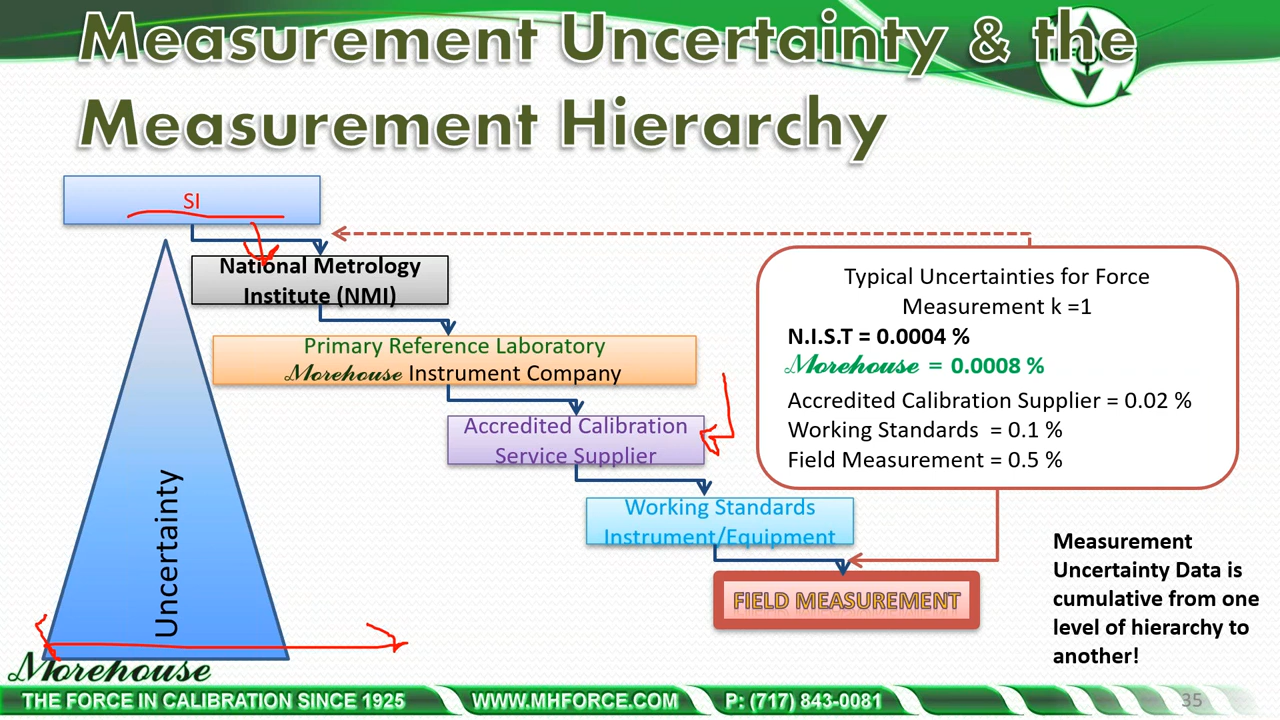 Measurement Uncertainty & the
Measurement Hierarchy
SI
National Metrology
Institute (NMI)
Primary Reference Laboratory
Morehouse Instrument Company
Accredited Calibration
Service Supplier
Working Standards
Instrument/Equipment
FIELD MEASUREMENT
Uncertainty
Typical Uncertainties for Force
Measurement k =1
N.I.S.T = 0.0004 %
Morehouse = 0.0008 %
Accredited Calibration Supplier = 0.02 %
Working Standards = 0.1 %
Field Measurement = 0.5 %
Measurement
Uncertainty Data is
cumulative from one
level of hierarchy to
another!
Morehouse
THE FORCE IN CALIBRATION SINCE 1925
WWW.MHFORCE.COM
P: (717) 843-0081
35